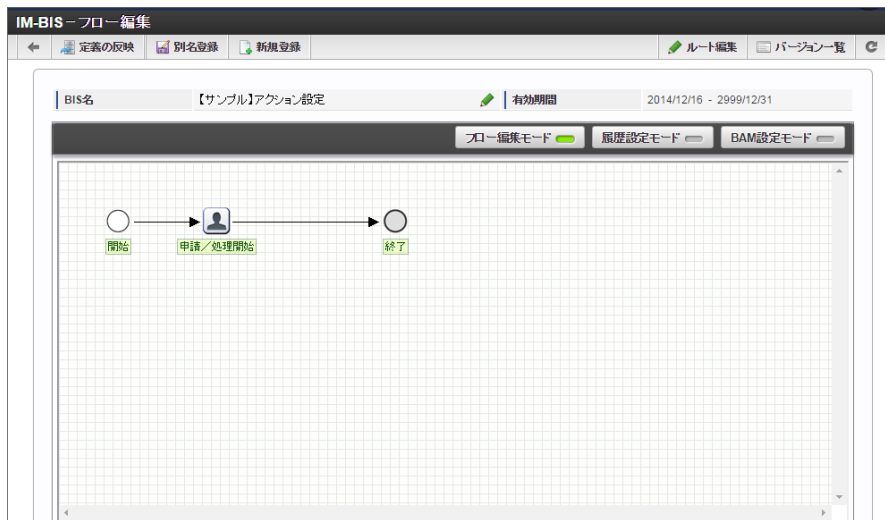 IM-BIS－フロー編集
定義の反映 別名登録 新規登録 ルート編集 バージョン一覧
BIS名 【サンプル】アクション設定 有効期間 2014/12/16 - 2999/12/31
フロー編集モード 履歴設定モード BAM設定モード
開始 申請／処理開始 終了